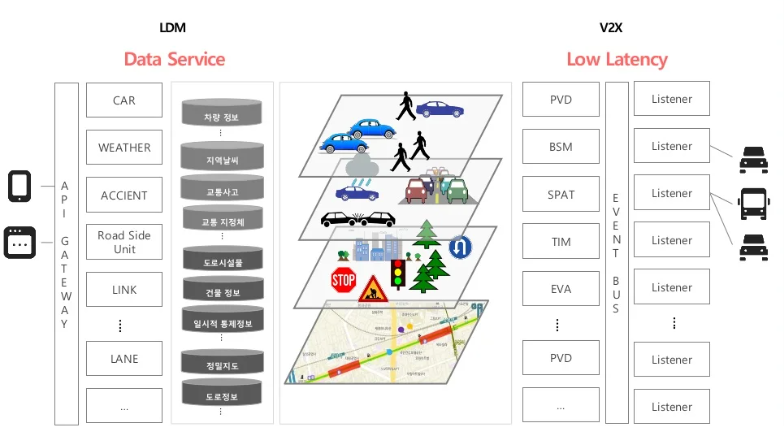 LDM
Data Service
API GATEWAY
CAR
WEATHER
ACCIENT
Road Side
Unit
LINK
LANE
...
차량 정보
지역날씨
교통사고
교통 지정체
도로시설물
건물 정보
일시적 통제정보
정밀지도
도로정보
STOP
V2X
Low Latency
PVD
BSM
SPAT
TIM
EVA
PVD
...
EVENT BUS
Listener
Listener
Listener
Listener
Listener
Listener
Listener